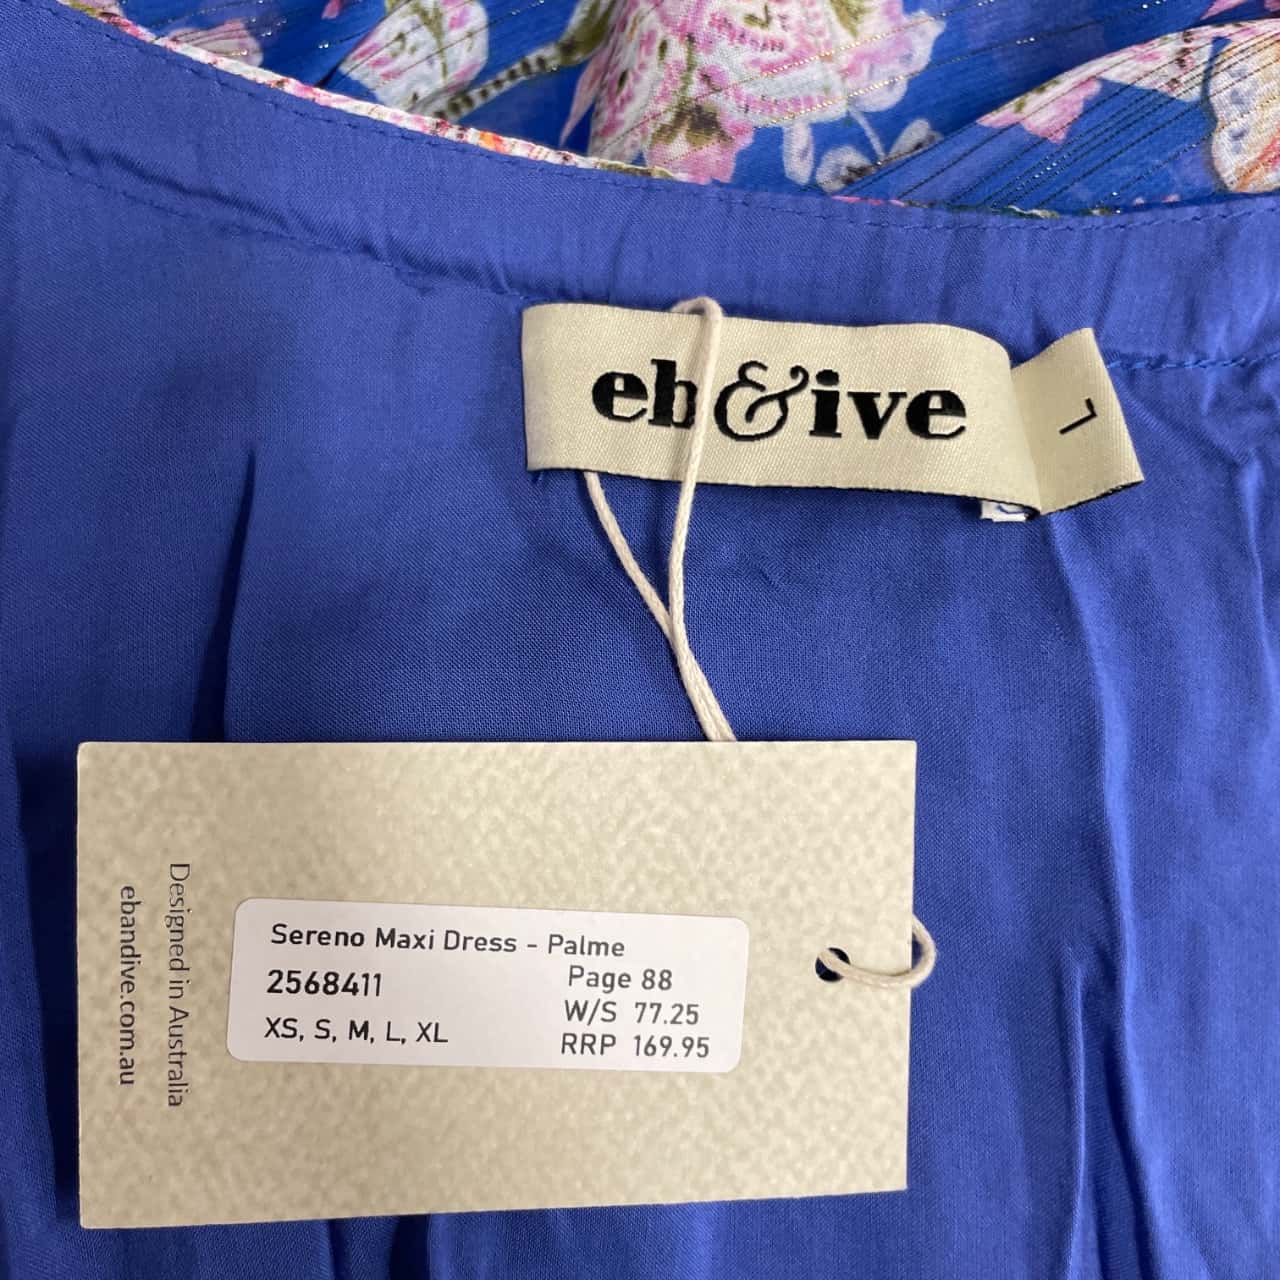 eb&ive
L
Sereno Maxi Dress - Palme
2568411 Page 88
W/S 77.25
XS, S, M, L, XL
RRP 169.95
Designed in Australia
ebandive.com.au